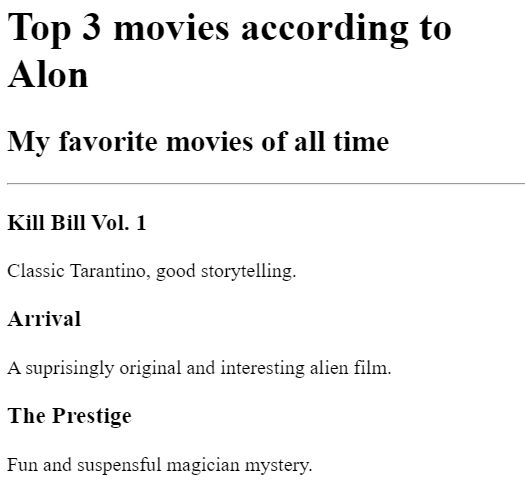 Top 3 movies according to
Alon
My favorite movies of all time
Kill Bill Vol. 1
Classic Tarantino, good storytelling.
Arrival
A suprisingly original and interesting alien film.
The Prestige
Fun and suspensful magician mystery.